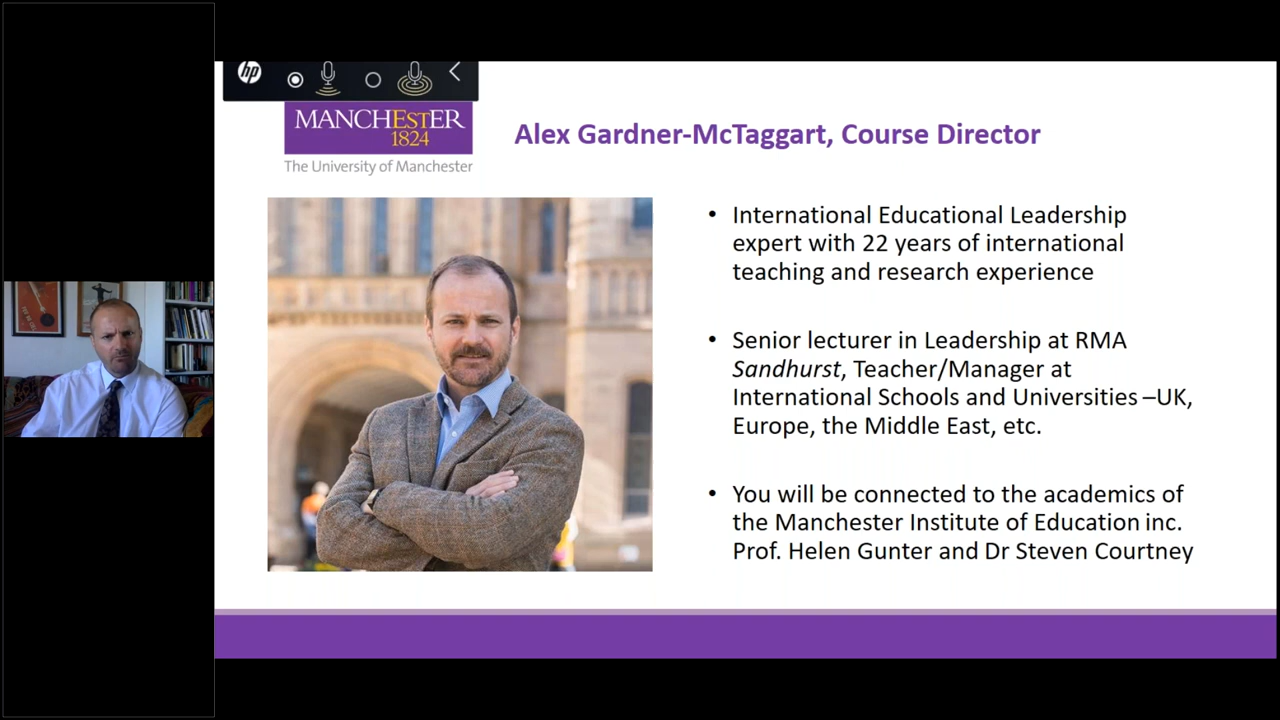 hp
MANCHEstER
1824
The University of Manchester
Alex Gardner-McTaggart, Course Director
• International Educational Leadership
expert with 22 years of international
teaching and research experience
• Senior lecturer in Leadership at RMA
Sandhurst, Teacher/Manager at
International Schools and Universities –UK,
Europe, the Middle East, etc.
• You will be connected to the academics of
the Manchester Institute of Education inc.
Prof. Helen Gunter and Dr Steven Courtney